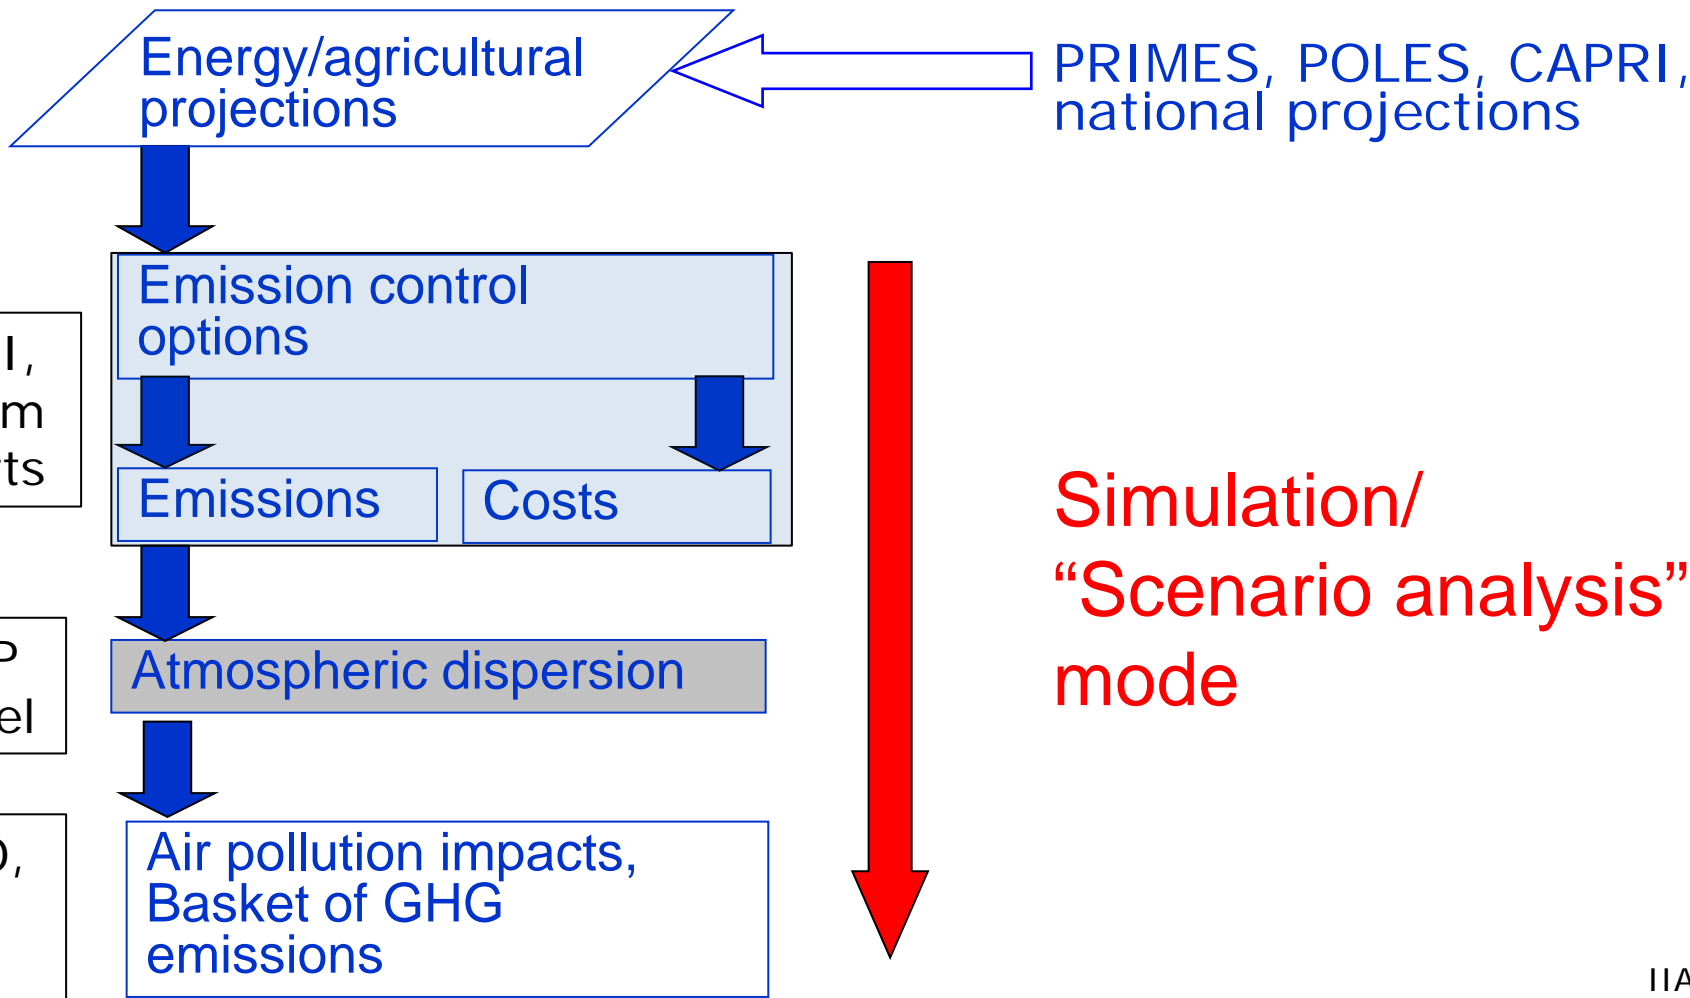 Energy/agricultural
projections
PRIMES, POLES, CAPRI,
national projections
Emission control
options
Emissions
Costs
Atmospheric dispersion
Air pollution impacts,
Basket of GHG
emissions
Simulation/
“Scenario analysis”
mode